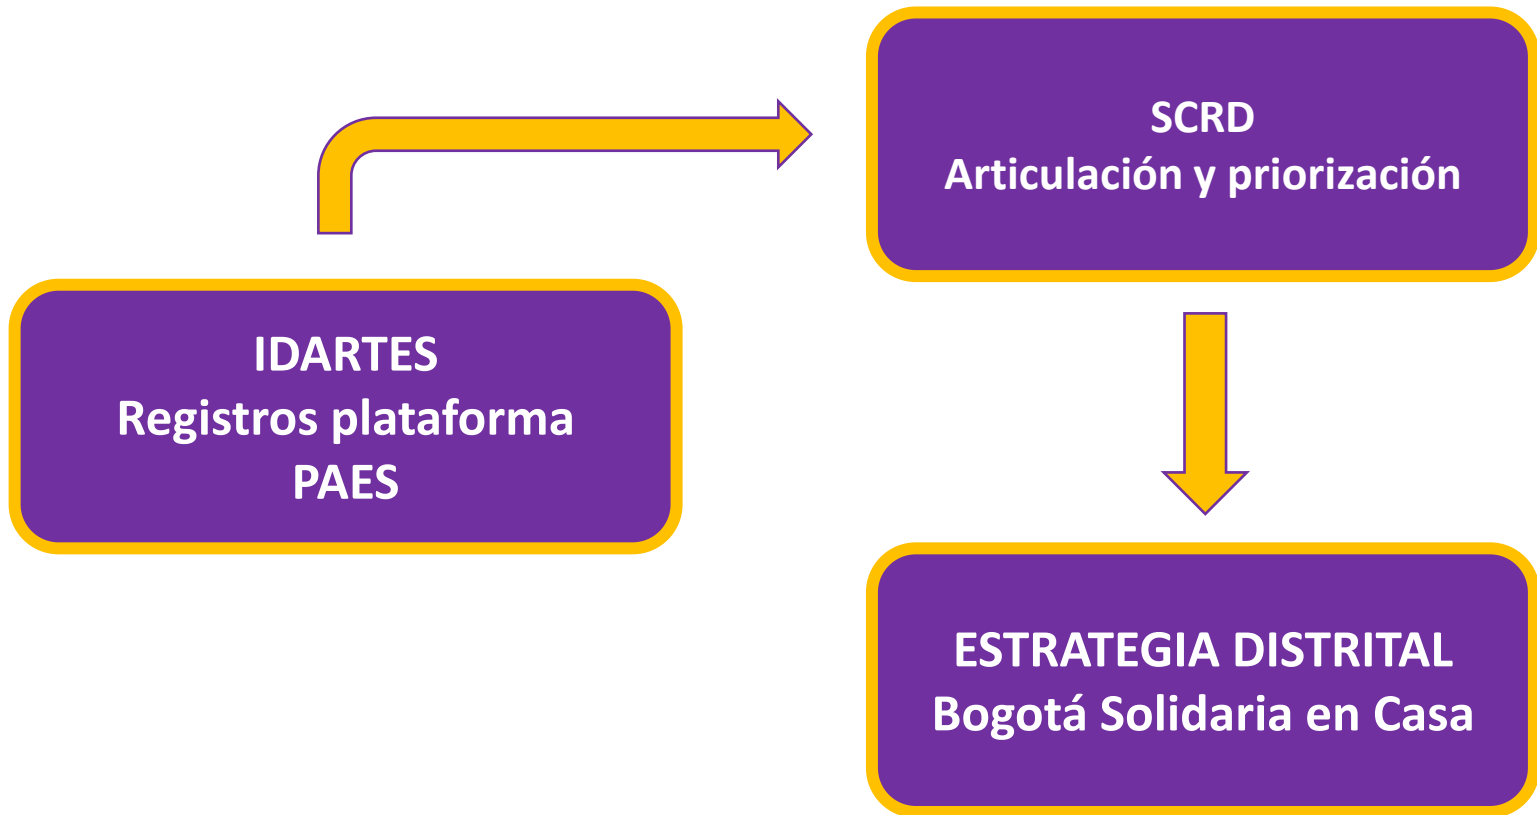 SCRD
Articulación y priorización
IDARTES
Registros plataforma
PAES
ESTRATEGIA DISTRITAL
Bogotá Solidaria en Casa